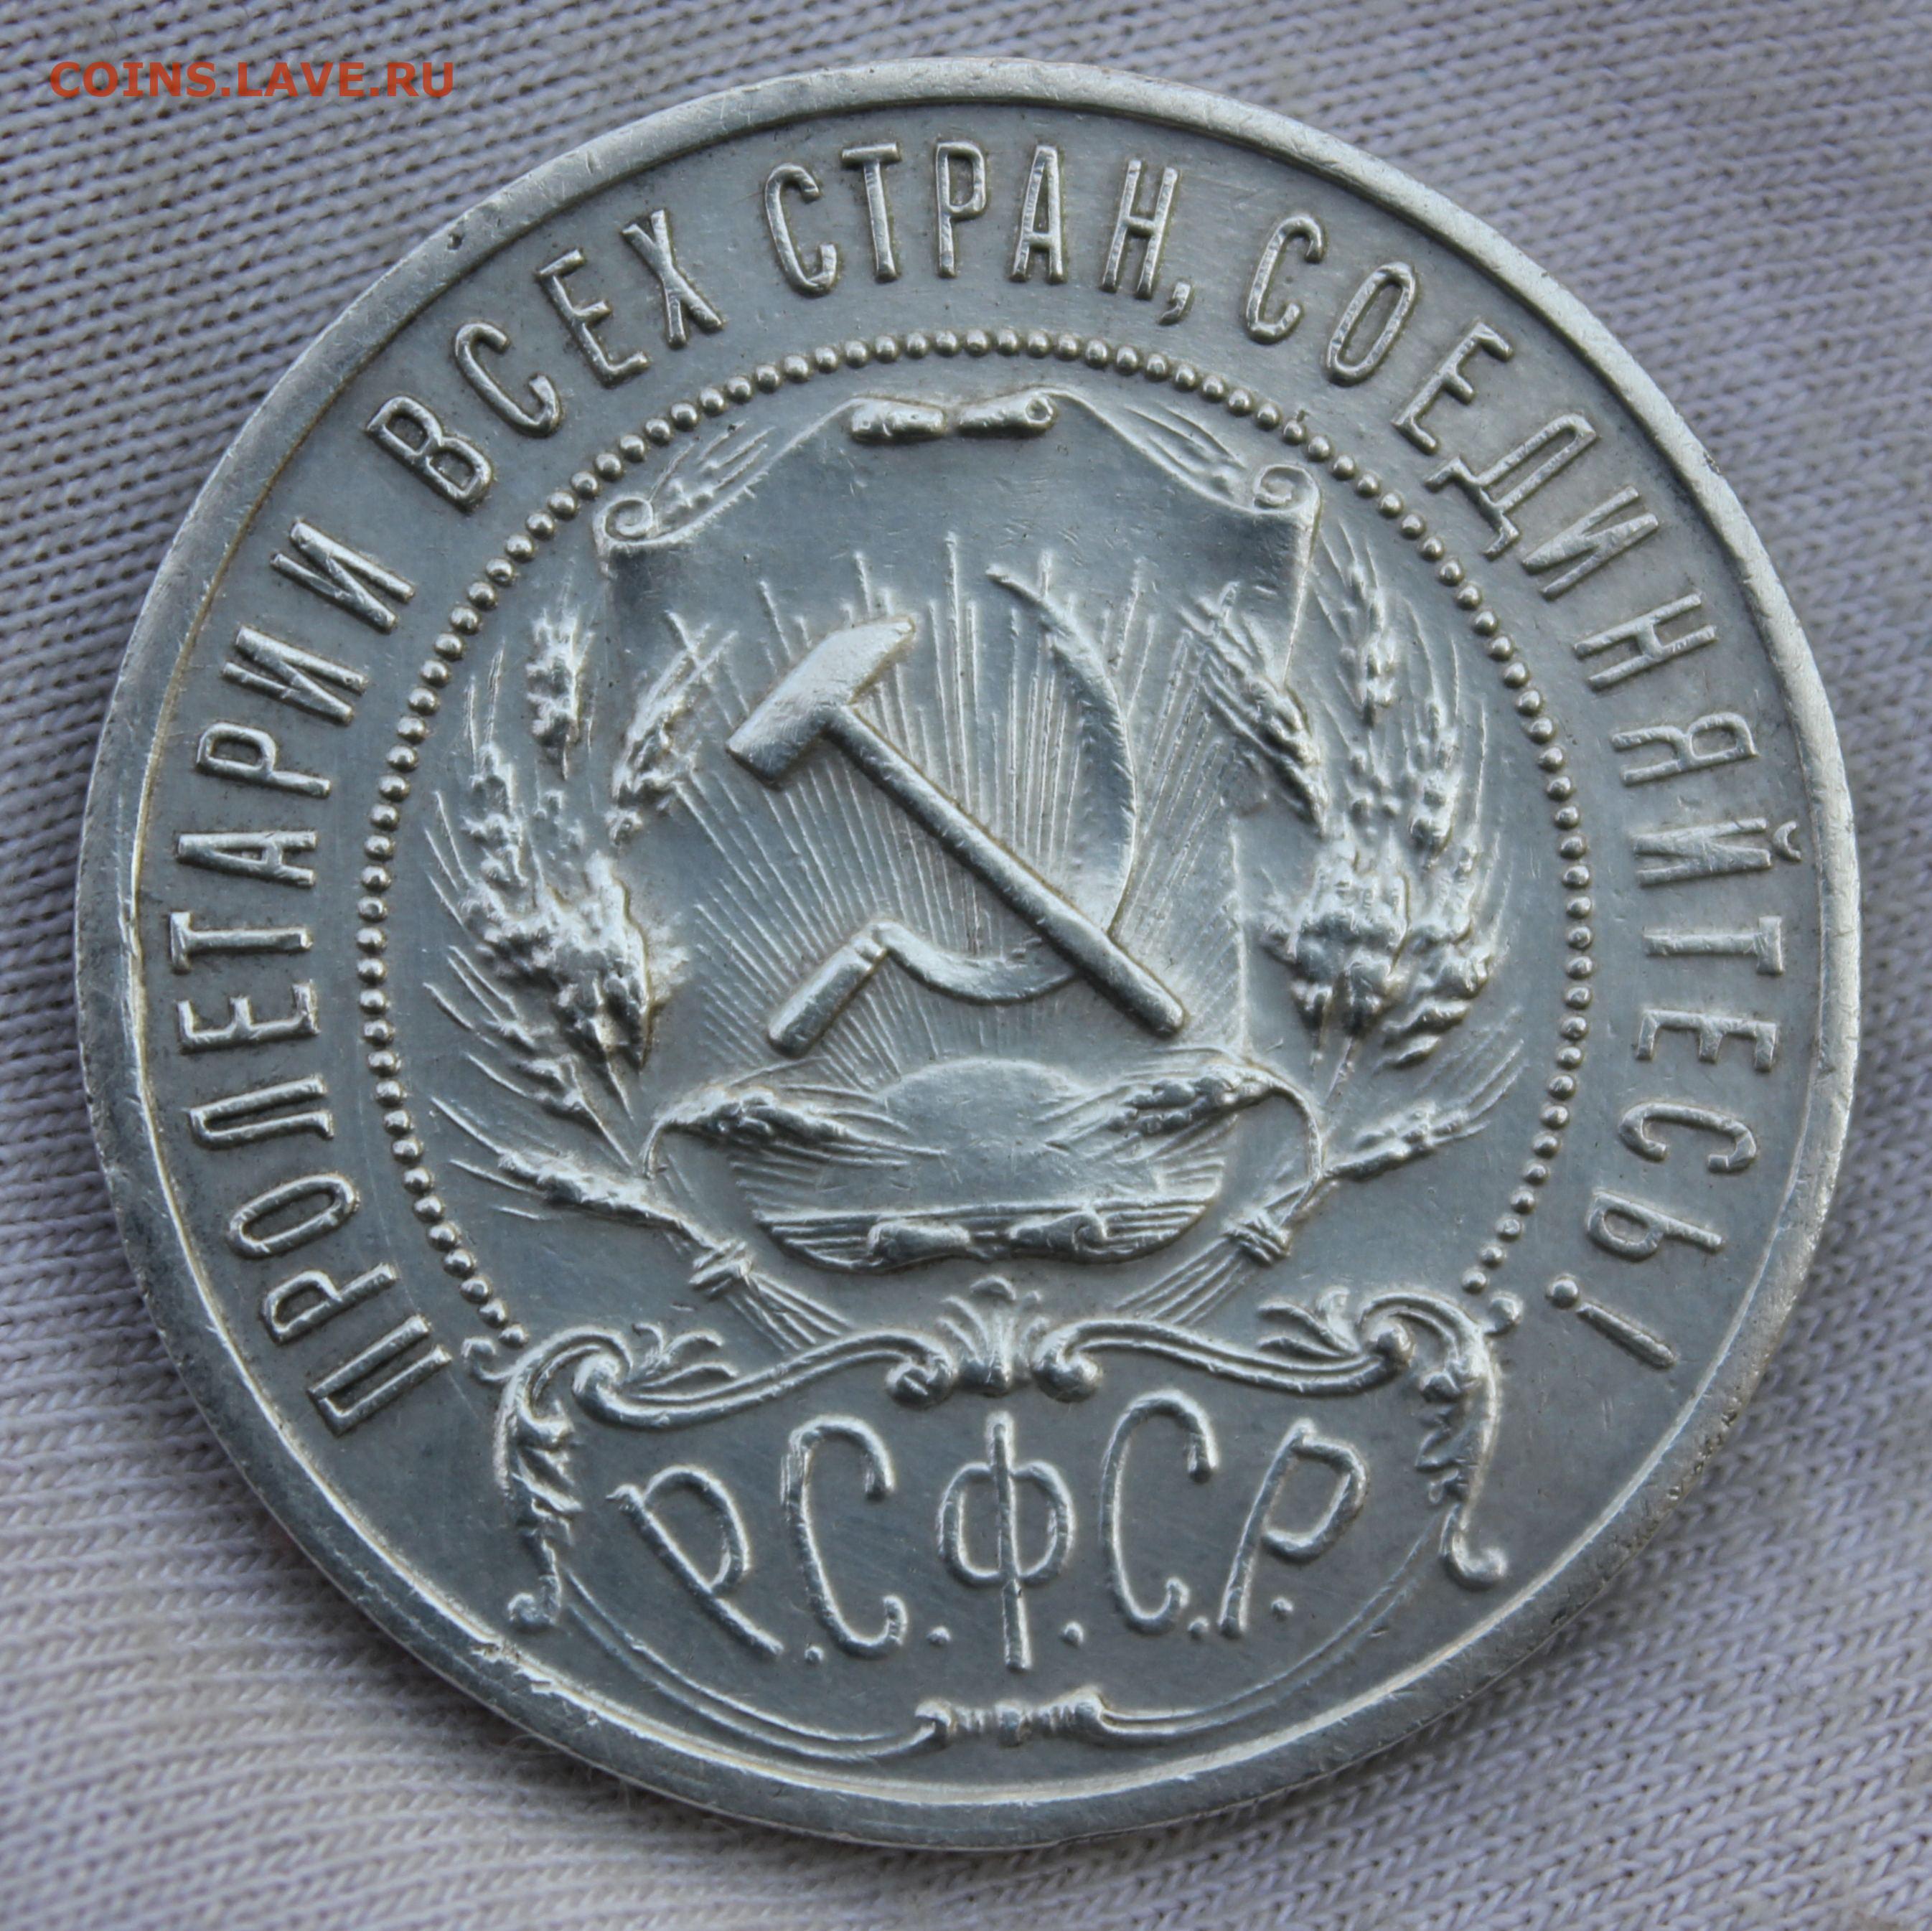 COINS.LAVE.RU
ПРОЛЕТАРИИ ВСЕХ СТРАН, СОЕДИНЯЙТЕСЬ!
Р.С.Ф.С.Р.